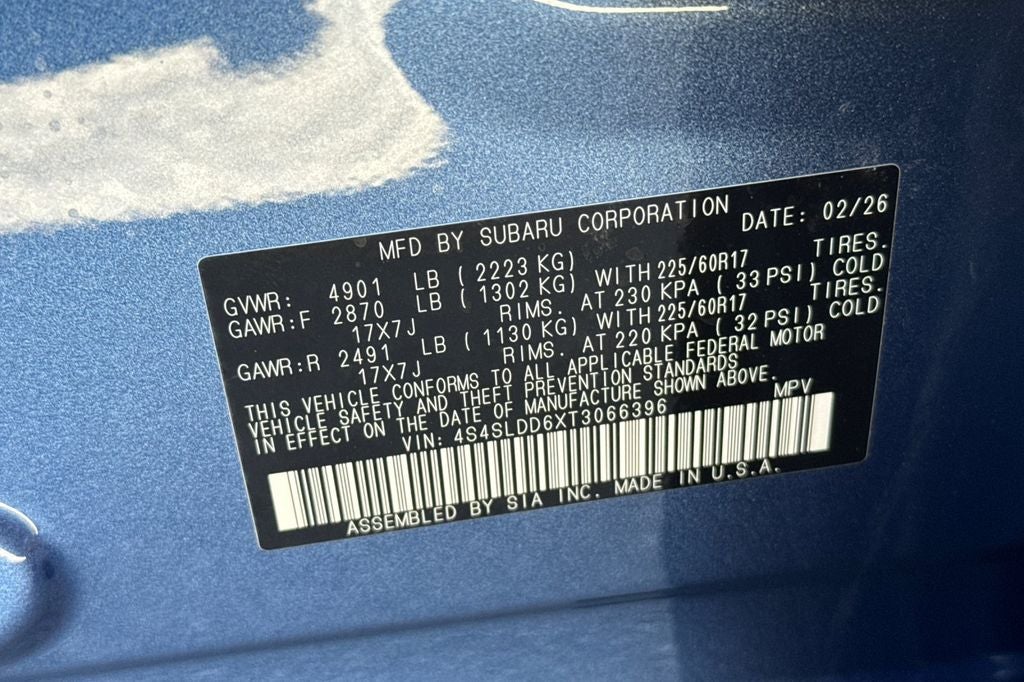 MFD BY SUBARU CORPORATION DATE: 02/26
GVWR: 4901 LB ( 2223 KG)
GAWR:F 2870 LB ( 1302 KG) WITH 225/60R17 TIRES.
17X7J RIMS. AT 230 KPA ( 33 PSI) COLD
GAWR:R 2491 LB ( 1130 KG) WITH 225/60R17 TIRES.
17X7J RIMS. AT 220 KPA ( 32 PSI) COLD
THIS VEHICLE CONFORMS TO ALL APPLICABLE FEDERAL MOTOR
VEHICLE SAFETY AND THEFT PREVENTION STANDARDS
IN EFFECT ON THE DATE OF MANUFACTURE SHOWN ABOVE.
VIN: 4S4SLDD6XT3066396 MPV
ASSEMBLED BY SIA INC. MADE IN U.S.A.